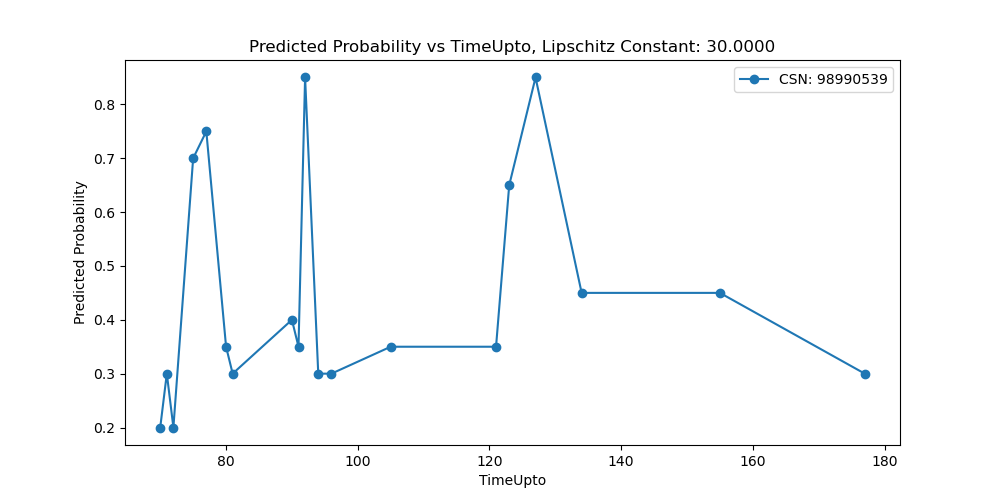 Predicted Probability vs TimeUpto, Lipschitz Constant: 30.0000
CSN: 98990539
Predicted Probability
0.8
0.7
0.6
0.5
0.4
0.3
0.2
80 100 120 140 160 180
TimeUpto